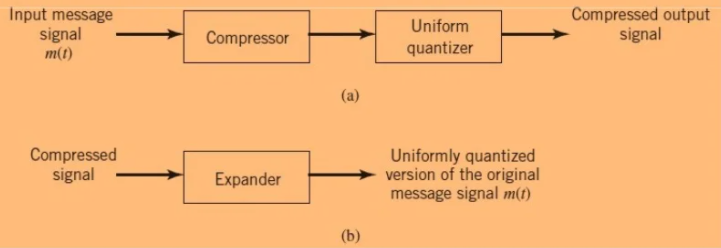 Input message
signal
m(t)
Compressor
Uniform
quantizer
Compressed output
signal
(a)
Compressed
signal
Expander
Uniformly quantized
version of the original
message signal m(t)
(b)